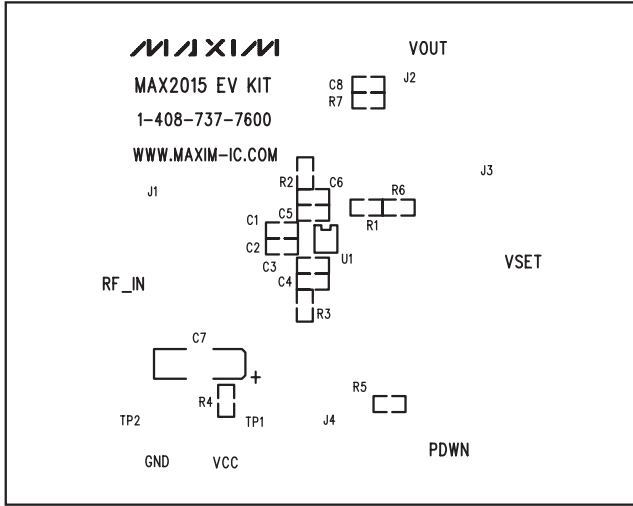 MAXIM
VOUT
MAX2015 EV KIT
C8
J2
R7
1-408-737-7600
WWW.MAXIM-IC.COM
J1
R2
C6
J3
R6
C1
C5
R1
C2
U1
C3
C4
VSET
RF_IN
R3
C7
+
R5
R4
TP2
TP1
J4
GND
VCC
PDWN